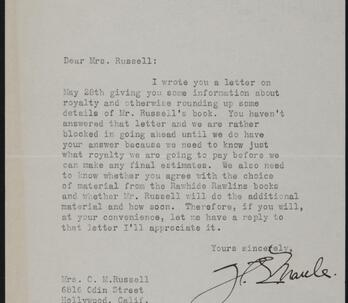 Dear Mrs. Russell:
I wrote you a letter on
May 28th giving you some information about
royalty and otherwise rounding up some
details of Mr. Russell's book. You haven't
answered that letter and we are rather
blocked in going ahead until we do have
your answer because we need to know just
what royalty we are going to pay before we
can make any final estimates. We also need
to know whether you agree with the choice
of material from the Rawhide Rawlins books
and whether Mr. Russell will do the additional
material and how soon. Therefore, if you will,
at your convenience, let me have a reply to
that letter I'll appreciate it.
Yours sincerely,
H. E. Maule.
Mrs. C. M.Russell
6816 Odin Street
Hollywood, Calif.